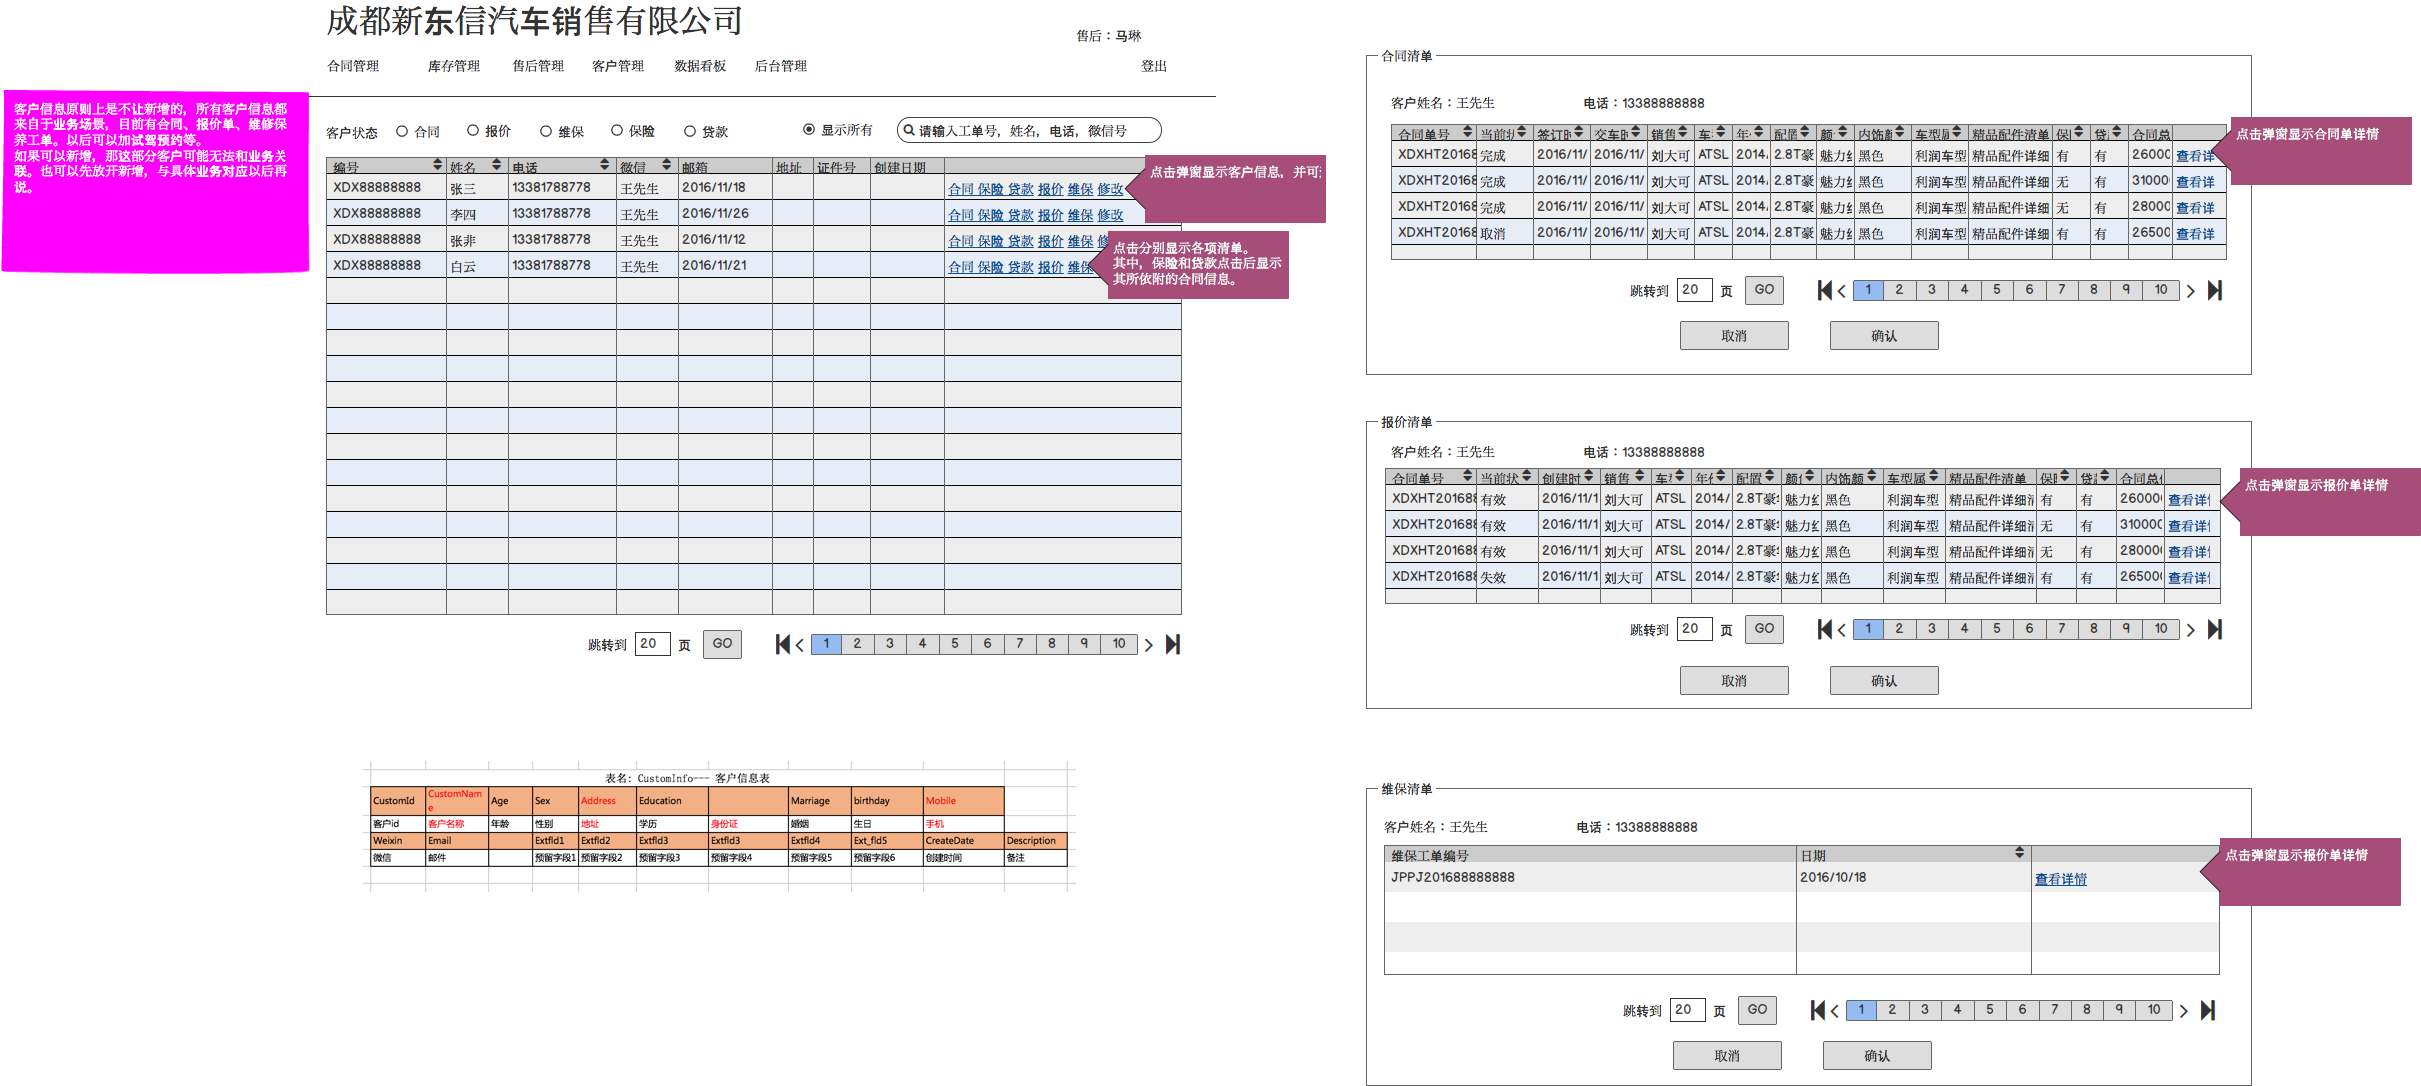 成都新东信汽车销售有限公司
售后：马琳
合同管理 库存管理 售后管理 客户管理 数据看板 后台管理 登出
客户信息原则上是不让新增的，所有客户信息都
来自于业务场景，目前有合同、报价单、维修保
养工单。以后可以加试驾预约等。
如果可以新增，那这部分客户可能无法和业务关
联。也可以先放开新增，与具体业务对应以后再
说。
客户状态 合同 报价 维保 保险 贷款 显示所有 请输入工单号，姓名，电话，微信号
编号 姓名 电话 微信 邮箱 地址 证件号 创建日期
XDX88888888 张三 13381788778 王先生 2016/11/18 合同 保险 贷款 报价 维保 修改
XDX88888888 李四 13381788778 王先生 2016/11/26 合同 保险 贷款 报价 维保 修改
XDX88888888 张非 13381788778 王先生 2016/11/12 合同 保险 贷款 报价 维保 修
XDX88888888 白云 13381788778 王先生 2016/11/21 合同 保险 贷款 报价 维保
点击弹窗显示客户信息，并可
点击分别显示各项清单。
其中，保险和贷款点击后显示
其所依附的合同信息。
跳转到 20 页 GO 1 2 3 4 5 6 7 8 9 10
表名: CustomInfo--- 客户信息表
CustomId CustomName Age Sex Address Education Marriage birthday Mobile
客户id 客户名称 年龄 性别 地址 学历 身份证 婚姻 生日 手机
Weixin Email Extfld1 Extfld2 Extfld3 Extfld3 Extfld4 Ext_fld5 CreateDate Description
微信 邮件 预留字段1 预留字段2 预留字段3 预留字段4 预留字段5 预留字段6 创建时间 备注
合同清单
客户姓名：王先生 电话：13388888888
合同单号 当前 签订 交车 销售 车 年 配置 颜 内饰 车型属 精品配件清单 保 贷 合同总
XDXHT20168 完成 2016/11/ 2016/11/ 刘大可 ATSL 2014 2.8T豪 魅力 黑色 利润车型 精品配件详细 有 有 26000 查看详
XDXHT20168 完成 2016/11/ 2016/11/ 刘大可 ATSL 2014 2.8T豪 魅力 黑色 利润车型 精品配件详细 无 有 31000 查看详
XDXHT20168 完成 2016/11/ 2016/11/ 刘大可 ATSL 2014 2.8T豪 魅力 黑色 利润车型 精品配件详细 无 有 28000 查看详
XDXHT20168 取消 2016/11/ 2016/11/ 刘大可 ATSL 2014 2.8T豪 魅力 黑色 利润车型 精品配件详细 有 有 26500 查看详
点击弹窗显示合同单详情
跳转到 20 页 GO 1 2 3 4 5 6 7 8 9 10
取消 确认
报价清单
客户姓名：王先生 电话：13388888888
合同单号 当前状 创建时 销售 车 年 配置 颜 内饰颜 车型属 精品配件清单 保 贷 合同总
XDXHT20168 有效 2016/11/1 刘大可 ATSL 2014/ 2.8T豪 魅力 黑色 利润车型 精品配件详细 有 有 26000 查看详
XDXHT20168 有效 2016/11/1 刘大可 ATSL 2014/ 2.8T豪 魅力 黑色 利润车型 精品配件详细 无 有 31000 查看详
XDXHT20168 有效 2016/11/1 刘大可 ATSL 2014/ 2.8T豪 魅力 黑色 利润车型 精品配件详细 无 有 28000 查看详
XDXHT20168 失效 2016/11/1 刘大可 ATSL 2014/ 2.8T豪 魅力 黑色 利润车型 精品配件详细 有 有 26500 查看详
点击弹窗显示报价单详情
跳转到 20 页 GO 1 2 3 4 5 6 7 8 9 10
取消 确认
维保清单
客户姓名：王先生 电话：13388888888
维保工单编号 日期
JPPJ201688888888 2016/10/18 查看详情
点击弹窗显示报价单详情
跳转到 20 页 GO 1 2 3 4 5 6 7 8 9 10
取消 确认